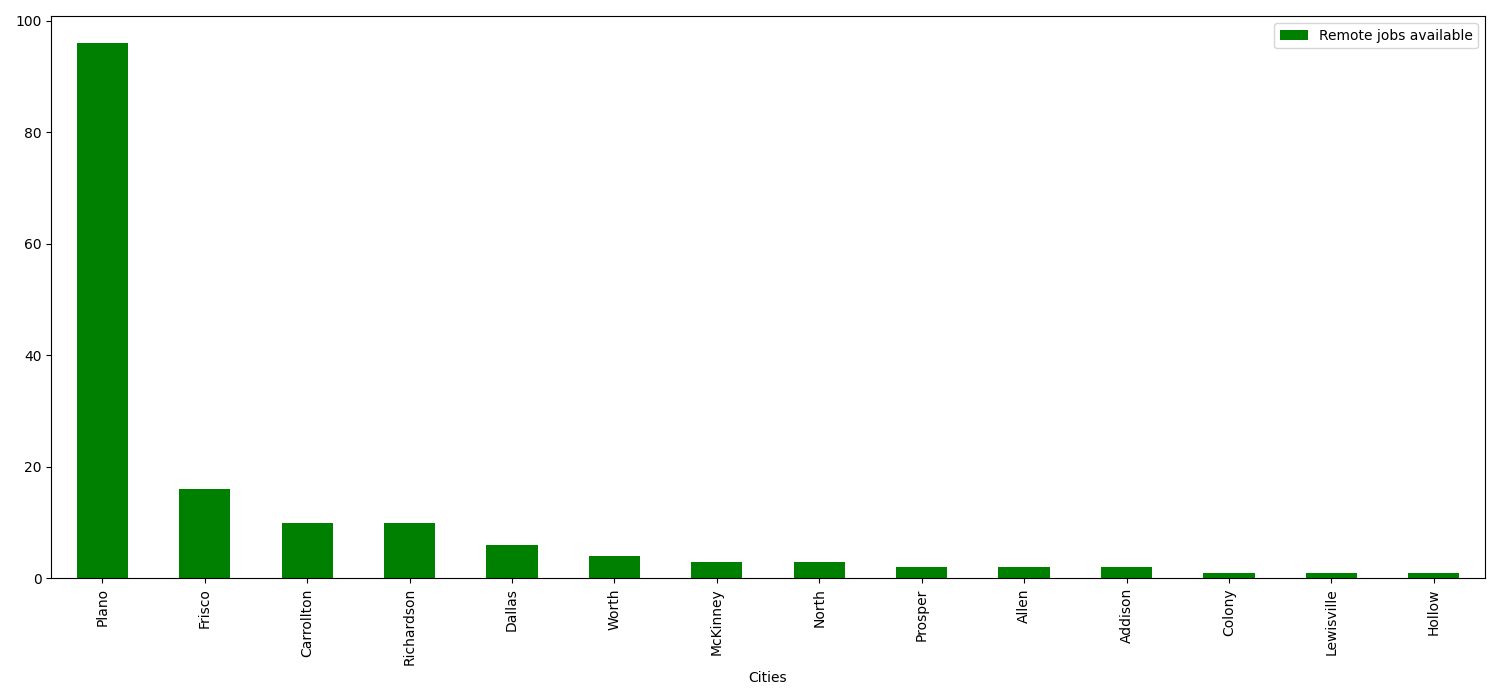 100
80
60
40
20
0
Remote jobs available
Plano
Frisco
Carrollton
Richardson
Dallas
Worth
McKinney
North
Prosper
Allen
Addison
Colony
Lewisville
Hollow
Cities